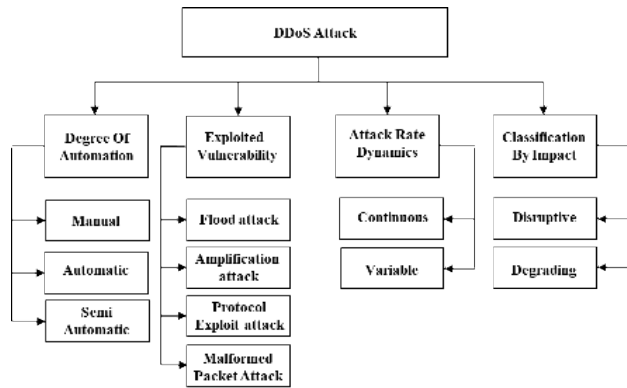 DDoS Attack
Degree Of
Automation
Exploited
Vulnerability
Attack Rate
Dynamics
Classification
By Impact
Manual
Automatic
Semi
Automatic
Flood attack
Amplification
attack
Protocol
Exploit attack
Malformed
Packet Attack
Continuous
Variable
Disruptive
Degrading